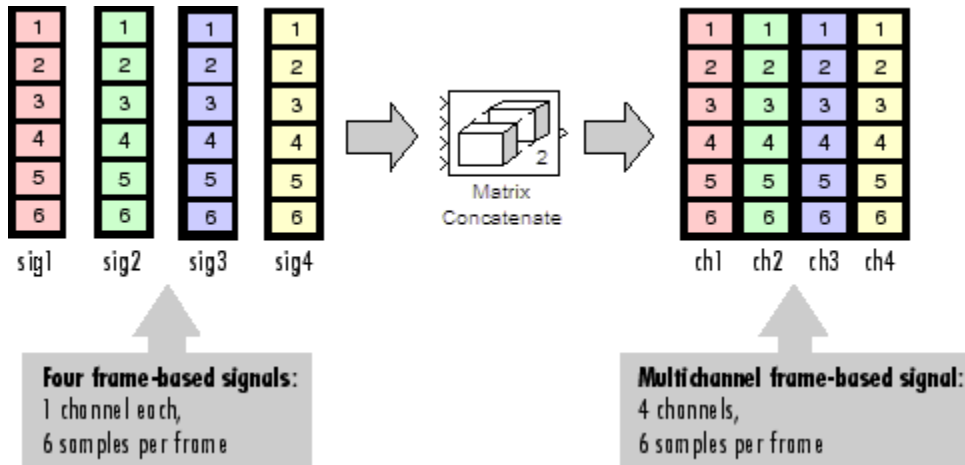 1 1 1 1 1 1 1 1
2 2 2 2 2 2 2 2
3 3 3 3 3 3 3 3
4 4 4 4 4 4 4 4
5 5 5 5 5 5 5 5
6 6 6 6 6 6 6 6
2
Matrix
Concatenate
sig1 sig2 sig3 sig4
ch1 ch2 ch3 ch4
Four frame-based signals:
1 channel each,
6 samples per frame
Multichannel frame-based signal:
4 channels,
6 samples per frame